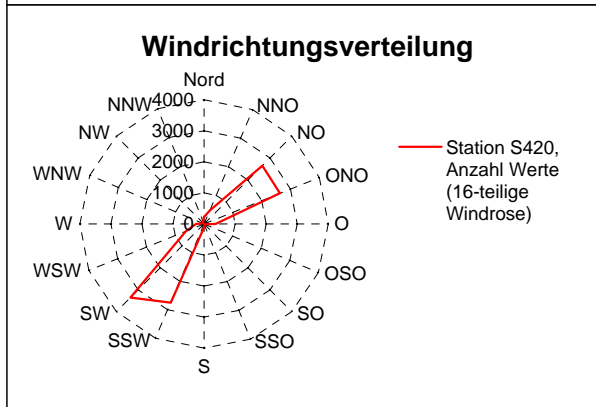 Windrichtungsverteilung
Nord
NNO
NO
ONO
O
OSO
SO
SSO
S
SSW
SW
WSW
W
WNW
NW
NNW
4000
3000
2000
1000
0
Station S420,
Anzahl Werte
(16-teilige
Windrose)